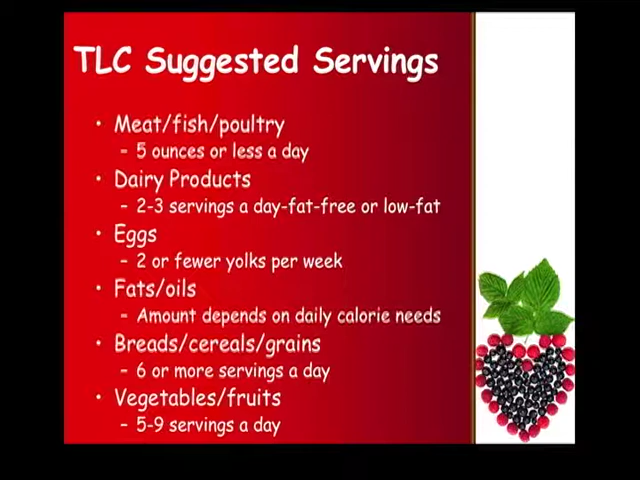 TLC Suggested Servings
• Meat/fish/poultry
– 5 ounces or less a day
• Dairy Products
– 2-3 servings a day-fat-free or low-fat
• Eggs
– 2 or fewer yolks per week
• Fats/oils
– Amount depends on daily calorie needs
• Breads/cereals/grains
– 6 or more servings a day
• Vegetables/fruits
– 5-9 servings a day